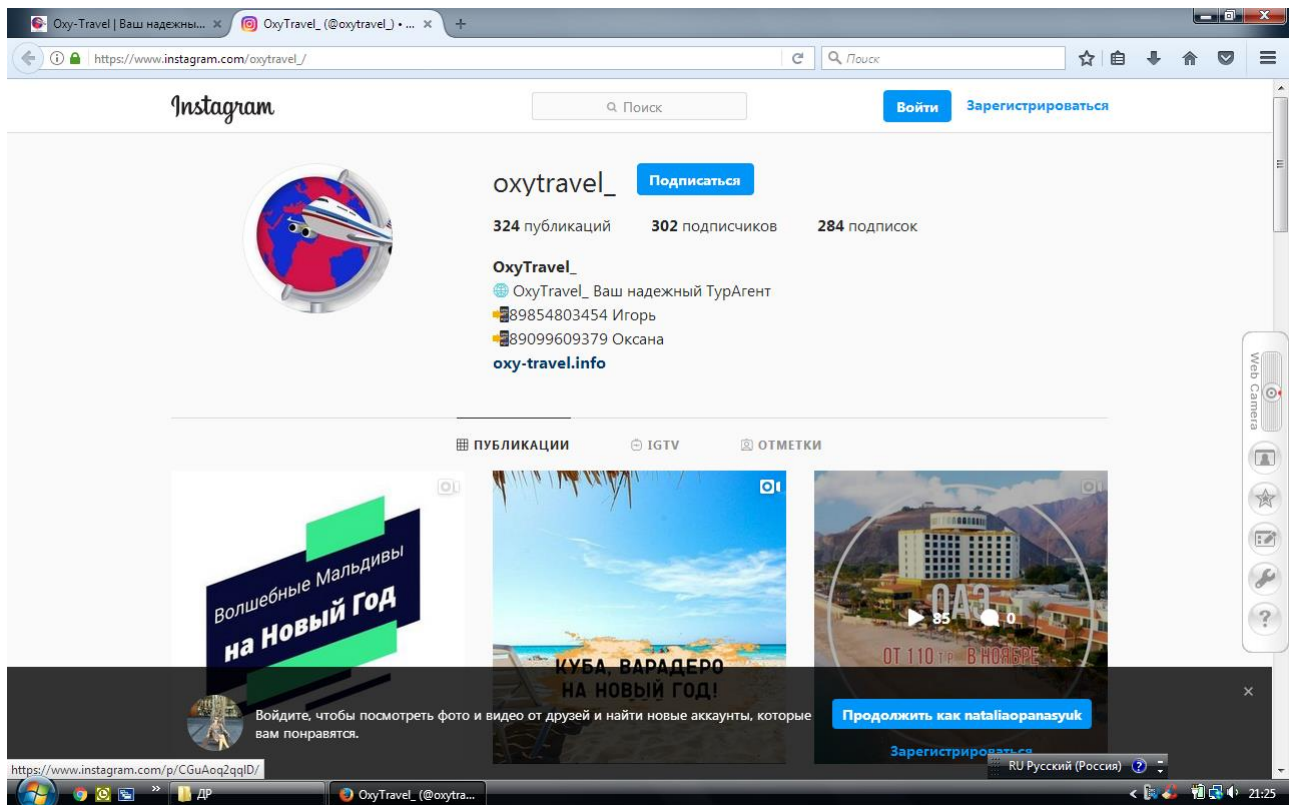 Oxy-Travel | Ваш надежны...
OxyTravel_ (@oxytravel_) • ...
https://www.instagram.com/oxytravel_/
Поиск
Instagram
Поиск
Войти
Зарегистрироваться
oxytravel_
Подписаться
324 публикаций 302 подписчиков 284 подписок
OxyTravel_
OxyTravel_ Ваш надежный ТурАгент
89854803454 Игорь
89099609379 Оксана
oxy-travel.info
Web Camera
ПУБЛИКАЦИИ IGTV ОТМЕТКИ
Волшебные Мальдивы
на Новый Год
КУБА, ВАРАДЕРО
НА НОВЫЙ ГОД!
ОАЭ
85 0
ОТ 110 ТР В НОЯБРЕ
Войдите, чтобы посмотреть фото и видео от друзей и найти новые аккаунты, которые
вам понравятся.
Продолжить как nataliaopanasyuk
Зарегистрироваться
https://www.instagram.com/p/CGuAoq2qqlD/
RU Русский (Россия)
ДР
OxyTravel_ (@oxytra...
21:25